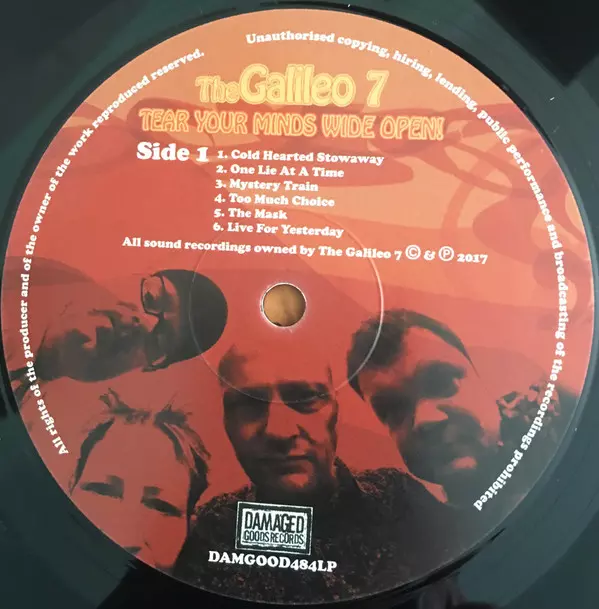 All rights of the producer and of the owner of the work reproduced reserved.
Unauthorised copying, hiring, lending, public performance and broadcasting of the recordings prohibited
The Galileo 7
TEAR YOUR MINDS WIDE OPEN!
Side 1
1. Cold Hearted Stowaway
2. One Lie At A Time
3. Mystery Train
4. Too Much Choice
5. The Mask
6. Live For Yesterday
All sound recordings owned by The Galileo 7 © & ℗ 2017
DAMAGED
GOODS RECORDS
DAMGOOD484LP